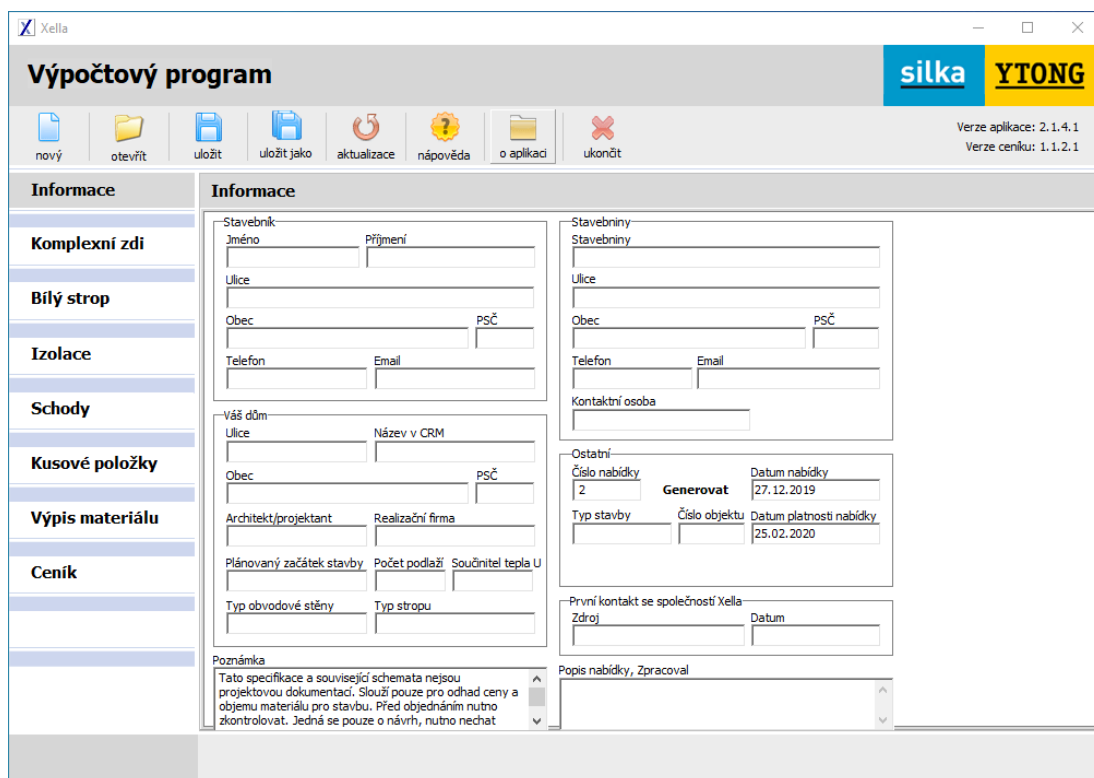 Xella
Výpočtový program
silka
YTONG
nový
otevřít
uložit
uložit jako
aktualizace
nápověda
o aplikaci
ukončit
Verze aplikace: 2.1.4.1
Verze ceníku: 1.1.2.1
Informace
Komplexní zdi
Bílý strop
Izolace
Schody
Kusové položky
Výpis materiálu
Ceník
Informace
Stavebník
Jméno Příjmení
Ulice
Obec PSČ
Telefon Email
Váš dům
Ulice Název v CRM
Obec PSČ
Architekt/projektant Realizační firma
Plánovaný začátek stavby Počet podlaží Součinitel tepla U
Typ obvodové stěny Typ stropu
Poznámka
Tato specifikace a související schemata nejsou
projektovou dokumentací. Slouží pouze pro odhad ceny a
objemu materiálu pro stavbu. Před objednáním nutno
zkontrolovat. Jedná se pouze o návrh, nutno nechat
Stavebniny
Stavebniny
Ulice
Obec PSČ
Telefon Email
Kontaktní osoba
Ostatní
Číslo nabídky Datum nabídky
2 Generovat 27.12.2019
Typ stavby Číslo objektu Datum platnosti nabídky
25.02.2020
První kontakt se společností Xella
Zdroj Datum
Popis nabídky, Zpracoval